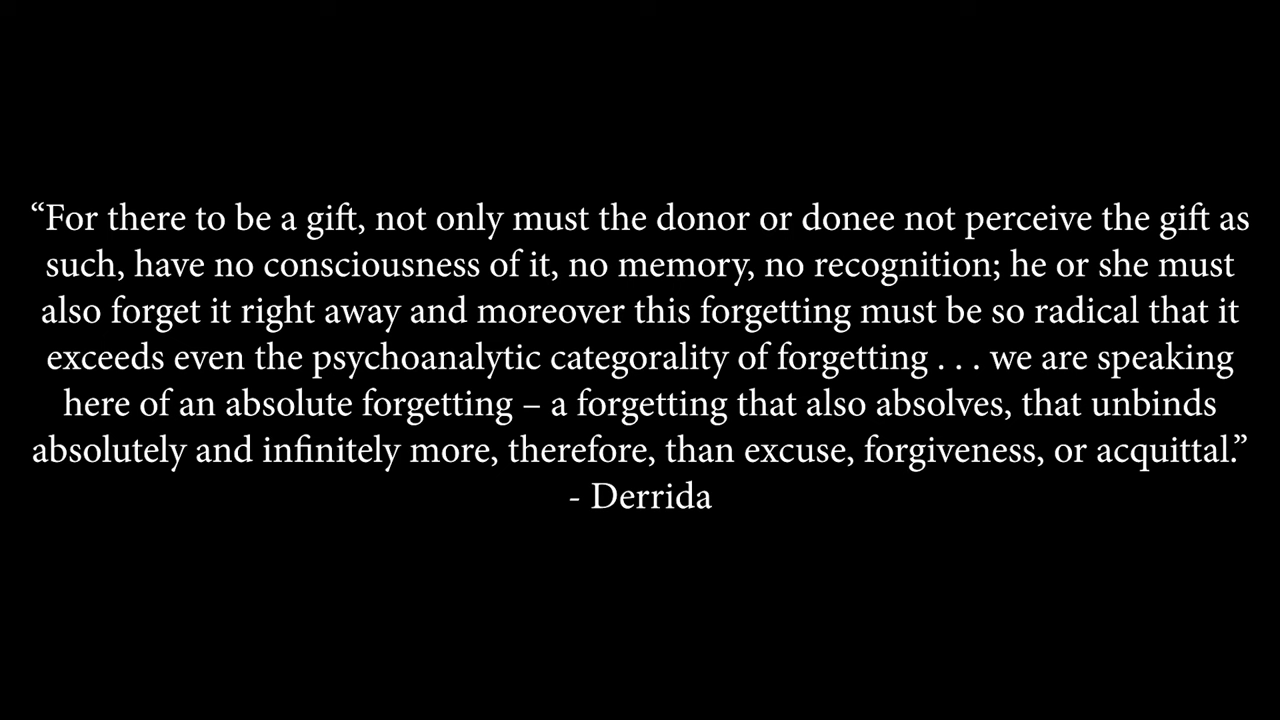 “For there to be a gift, not only must the donor or donee not perceive the gift as
such, have no consciousness of it, no memory, no recognition; he or she must
also forget it right away and moreover this forgetting must be so radical that it
exceeds even the psychoanalytic categorality of forgetting . . . we are speaking
here of an absolute forgetting – a forgetting that also absolves, that unbinds
absolutely and infinitely more, therefore, than excuse, forgiveness, or acquittal.”
- Derrida